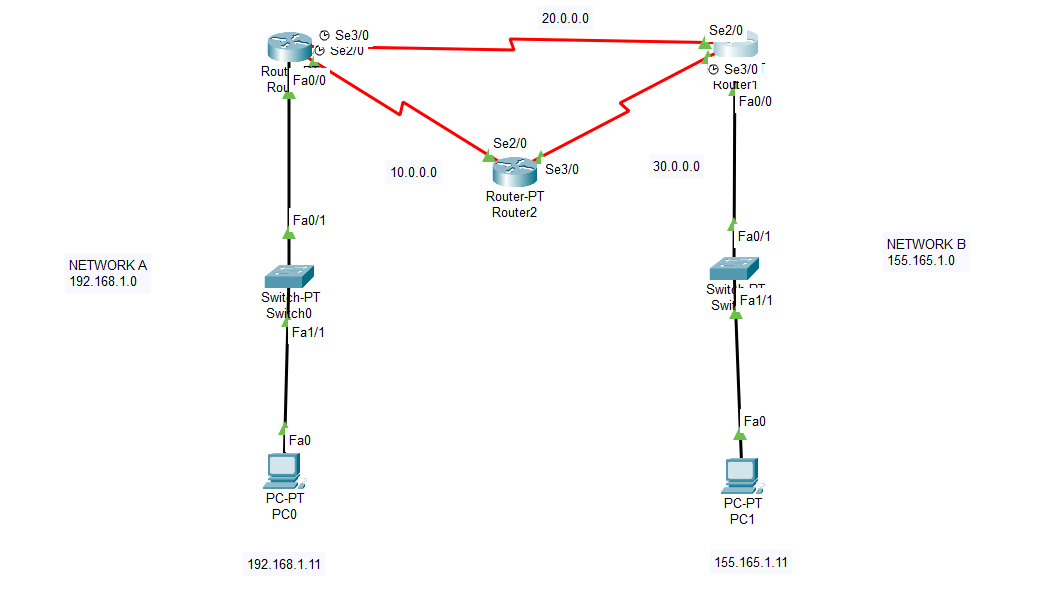 20.0.0.0
Se3/0
Se2/0
Se2/0
Fa0/0
Se3/0
Router1
Fa0/0
Se2/0
10.0.0.0
Se3/0
30.0.0.0
Router-PT
Router2
Fa0/1
Fa0/1
NETWORK A
192.168.1.0
NETWORK B
155.165.1.0
Switch-PT
Switch0
Fa1/1
Fa1/1
Fa0
Fa0
PC-PT
PC0
PC-PT
PC1
192.168.1.11
155.165.1.11